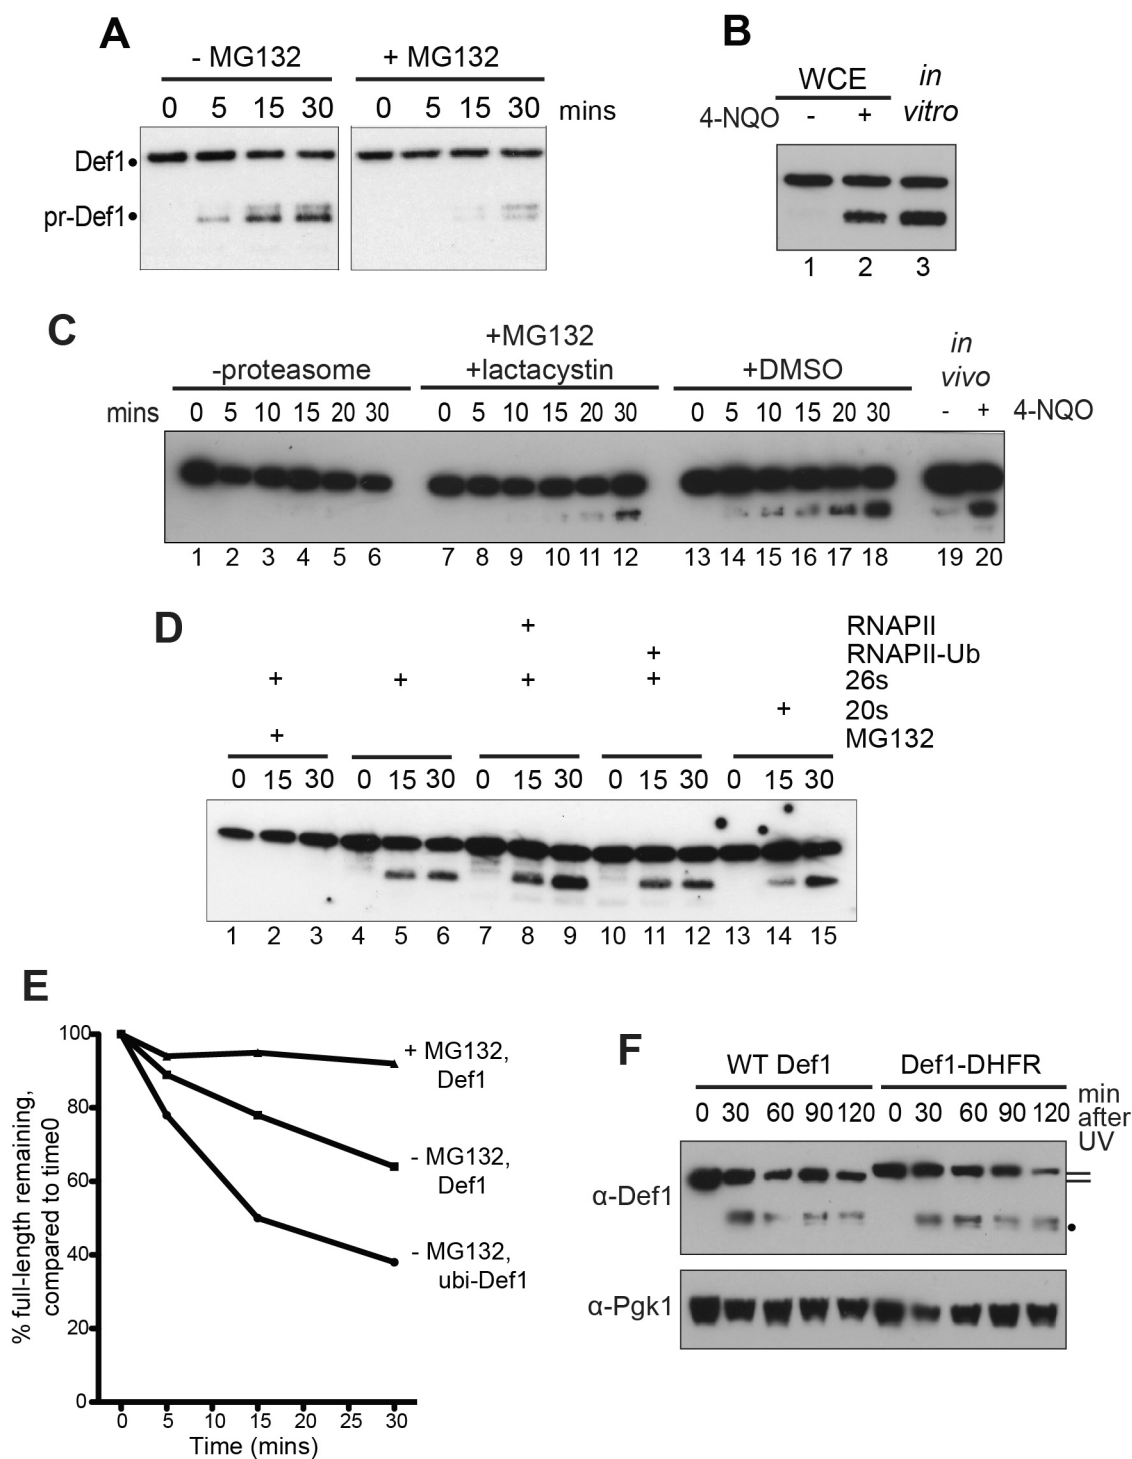 A
- MG132 + MG132
0 5 15 30 0 5 15 30 mins
Def1•
pr-Def1•
B
WCE in vitro
4-NQO - +
1 2 3
C
-proteasome +MG132 +lactacystin +DMSO in vivo
mins 0 5 10 15 20 30 0 5 10 15 20 30 0 5 10 15 20 30 - + 4-NQO
1 2 3 4 5 6 7 8 9 10 11 12 13 14 15 16 17 18 19 20
D
+ RNAPII
+ RNAPII-Ub
+ + + + 26s
+ 20s
+ MG132
0 15 30 0 15 30 0 15 30 0 15 30 0 15 30
1 2 3 4 5 6 7 8 9 10 11 12 13 14 15
E
% full-length remaining,
compared to time0
100
80
60
40
20
0
+ MG132,
Def1
- MG132,
Def1
- MG132,
ubi-Def1
0 5 10 15 20 25 30
Time (mins)
F
WT Def1 Def1-DHFR
0 30 60 90 120 0 30 60 90 120 min after UV
α-Def1
α-Pgk1